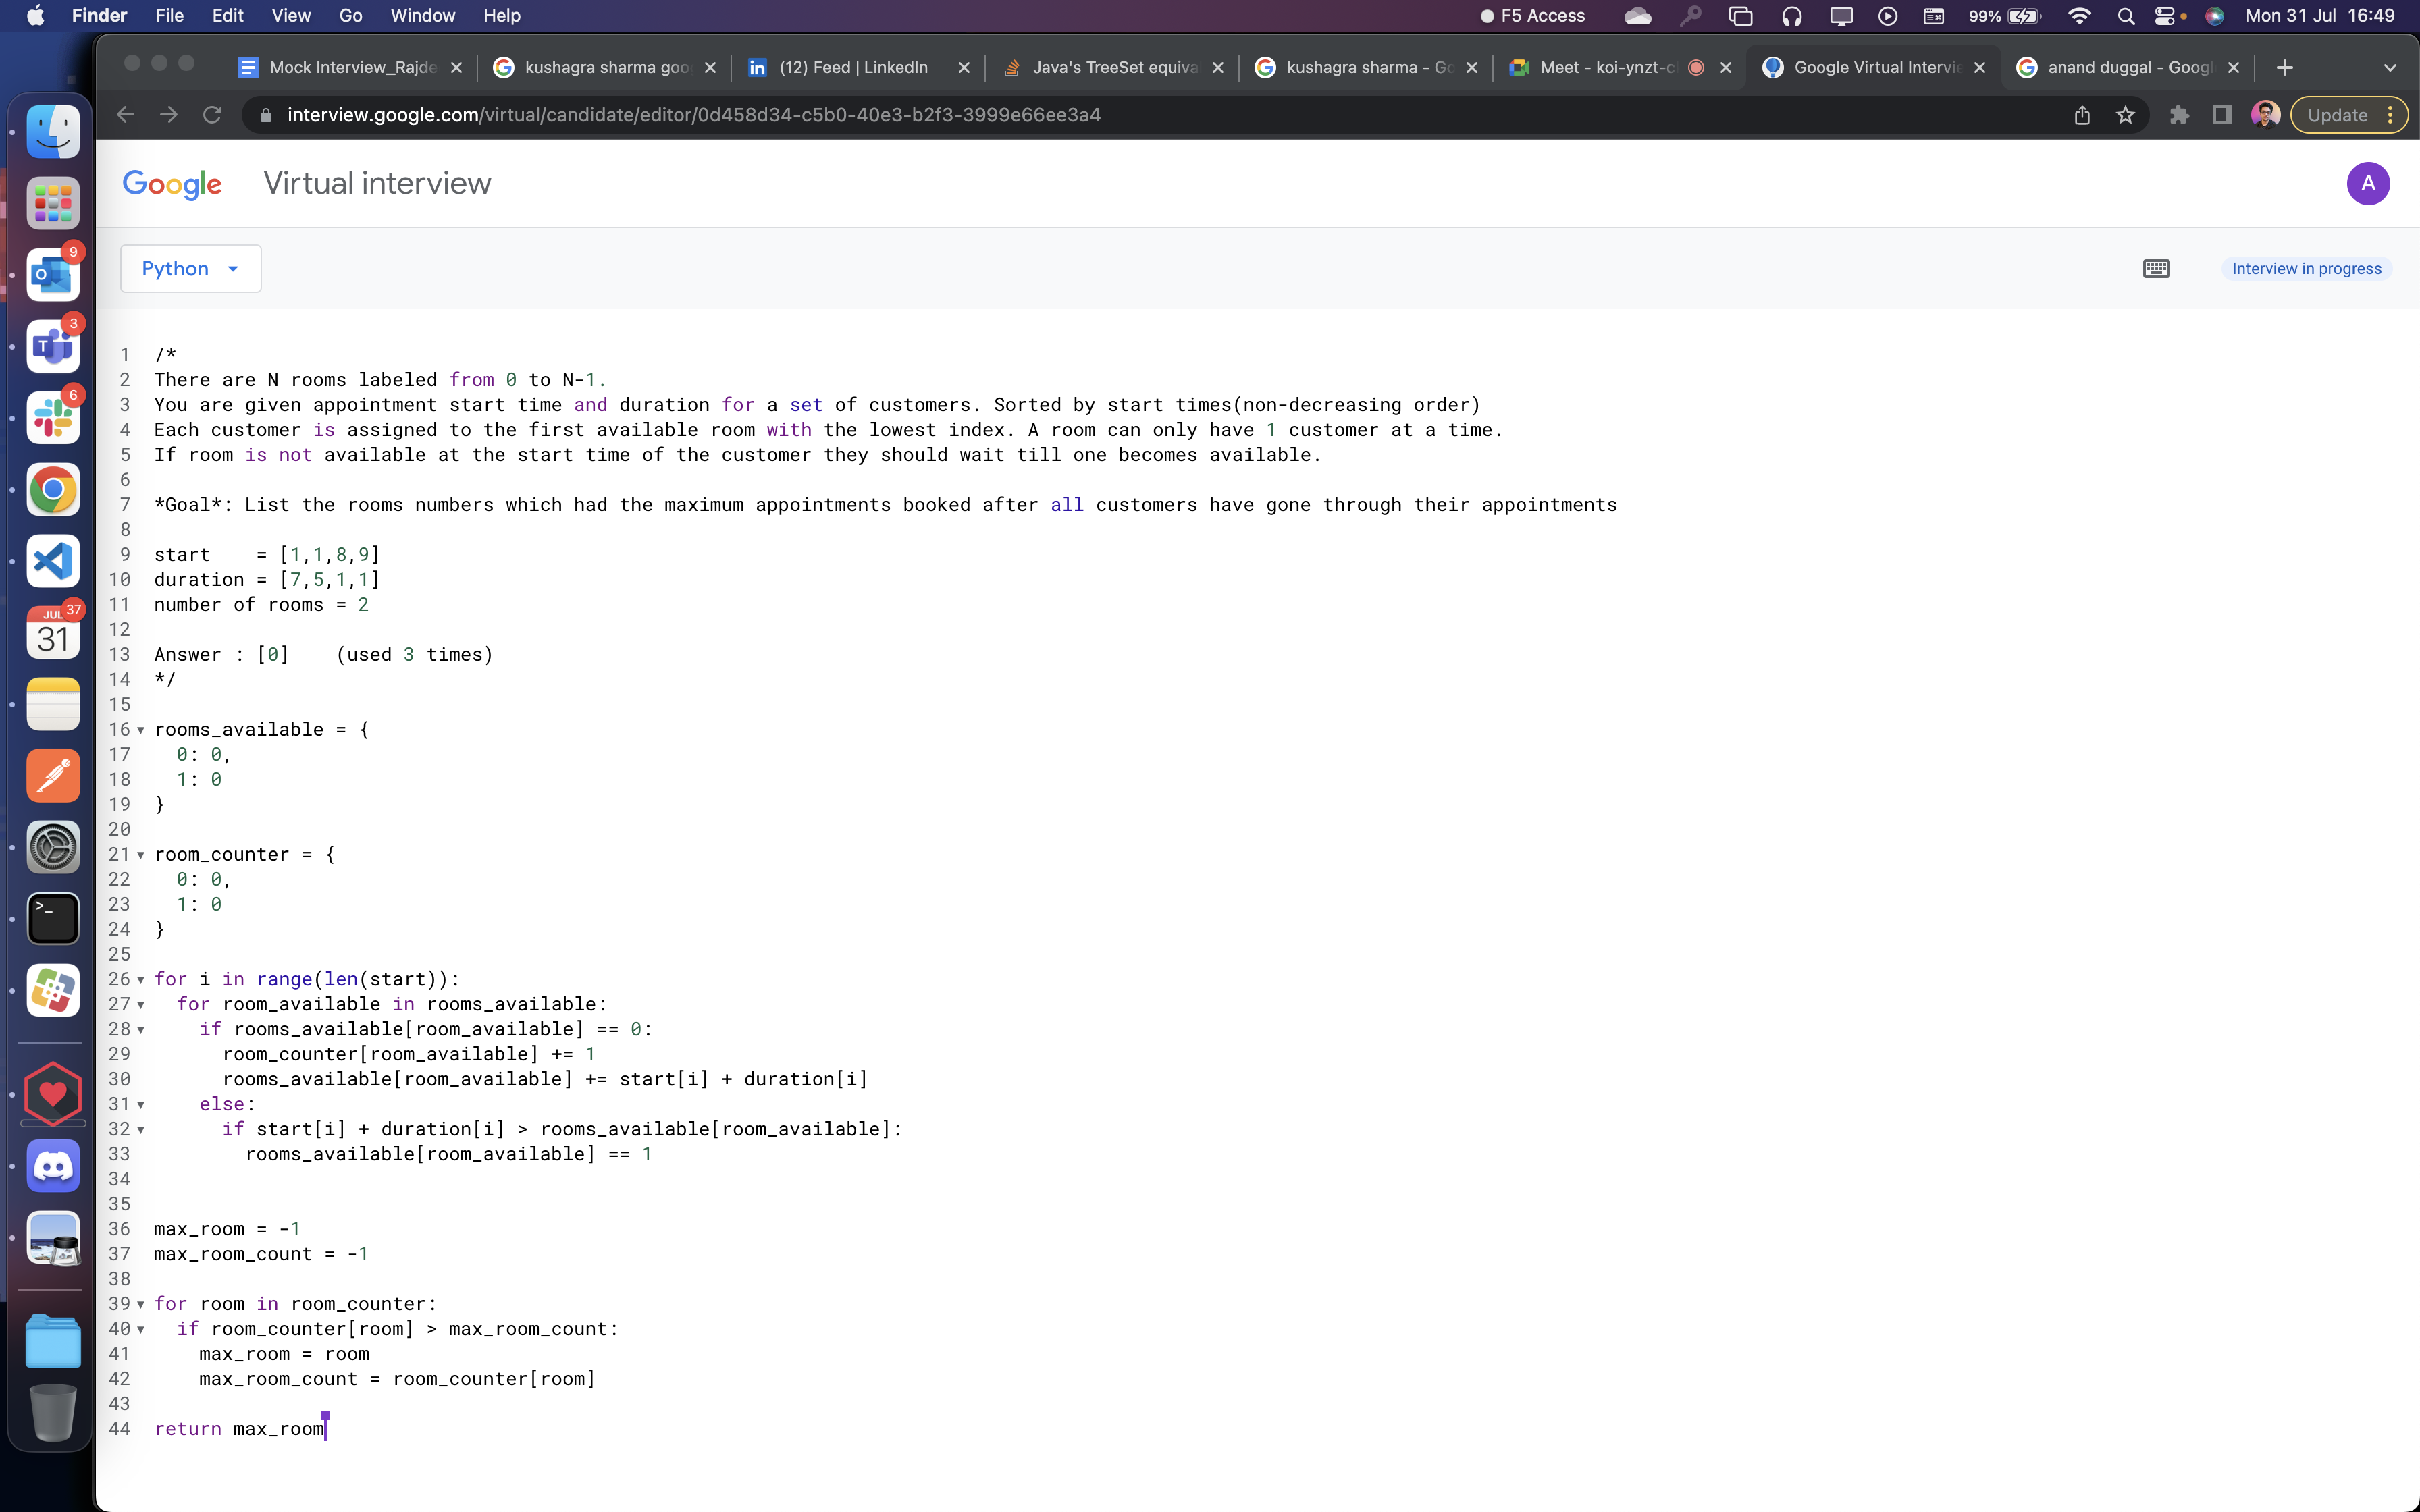 Finder File Edit View Go Window Help F5 Access 99% Mon 31 Jul 16:49
Mock Interview_Rajde kushagra sharma goo (12) Feed | LinkedIn Java's TreeSet equiva kushagra sharma - Go Meet - koi-ynzt-c Google Virtual Intervie anand duggal - Googl
interview.google.com/virtual/candidate/editor/0d458d34-c5b0-40e3-b2f3-3999e66ee3a4 Update
Google Virtual interview A
Python Interview in progress
9
3
6
JUL 37
31
1 /*
2 There are N rooms labeled from 0 to N-1.
3 You are given appointment start time and duration for a set of customers. Sorted by start times(non-decreasing order)
4 Each customer is assigned to the first available room with the lowest index. A room can only have 1 customer at a time.
5 If room is not available at the start time of the customer they should wait till one becomes available.
6
7 *Goal*: List the rooms numbers which had the maximum appointments booked after all customers have gone through their appointments
8
9 start    = [1,1,8,9]
10 duration = [7,5,1,1]
11 number of rooms = 2
12
13 Answer : [0]    (used 3 times)
14 */
15
16 rooms_available = {
17   0: 0,
18   1: 0
19 }
20
21 room_counter = {
22   0: 0,
23   1: 0
24 }
25
26 for i in range(len(start)):
27   for room_available in rooms_available:
28     if rooms_available[room_available] == 0:
29       room_counter[room_available] += 1
30       rooms_available[room_available] += start[i] + duration[i]
31     else:
32       if start[i] + duration[i] > rooms_available[room_available]:
33         rooms_available[room_available] == 1
34
35
36 max_room = -1
37 max_room_count = -1
38
39 for room in room_counter:
40   if room_counter[room] > max_room_count:
41     max_room = room
42     max_room_count = room_counter[room]
43
44 return max_room